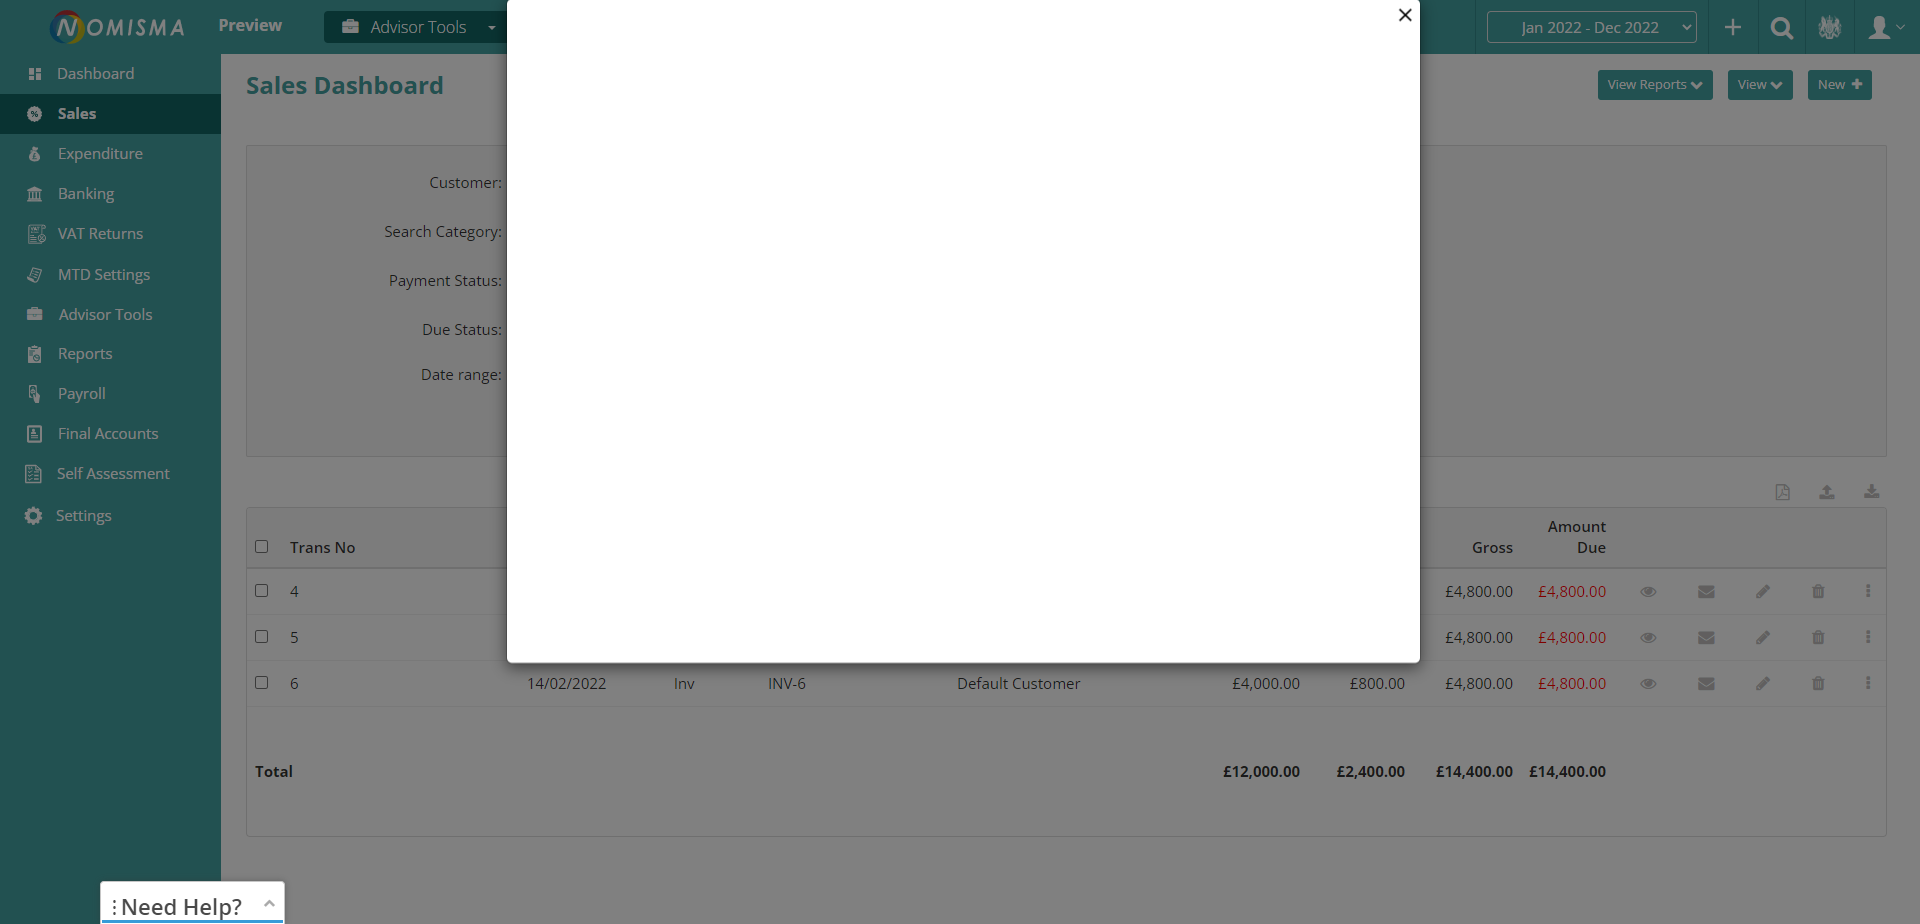 NOMISMA
Preview
Advisor Tools
Jan 2022 - Dec 2022
Dashboard
Sales
Expenditure
Banking
VAT Returns
MTD Settings
Advisor Tools
Reports
Payroll
Final Accounts
Self Assessment
Settings
Sales Dashboard
View Reports
View
New
Customer:
Search Category:
Payment Status:
Due Status:
Date range:
Trans No Gross Amount Due
4 £4,800.00 £4,800.00
5 £4,800.00 £4,800.00
6 14/02/2022 Inv INV-6 Default Customer £4,000.00 £800.00 £4,800.00 £4,800.00
Total £12,000.00 £2,400.00 £14,400.00 £14,400.00
Need Help?